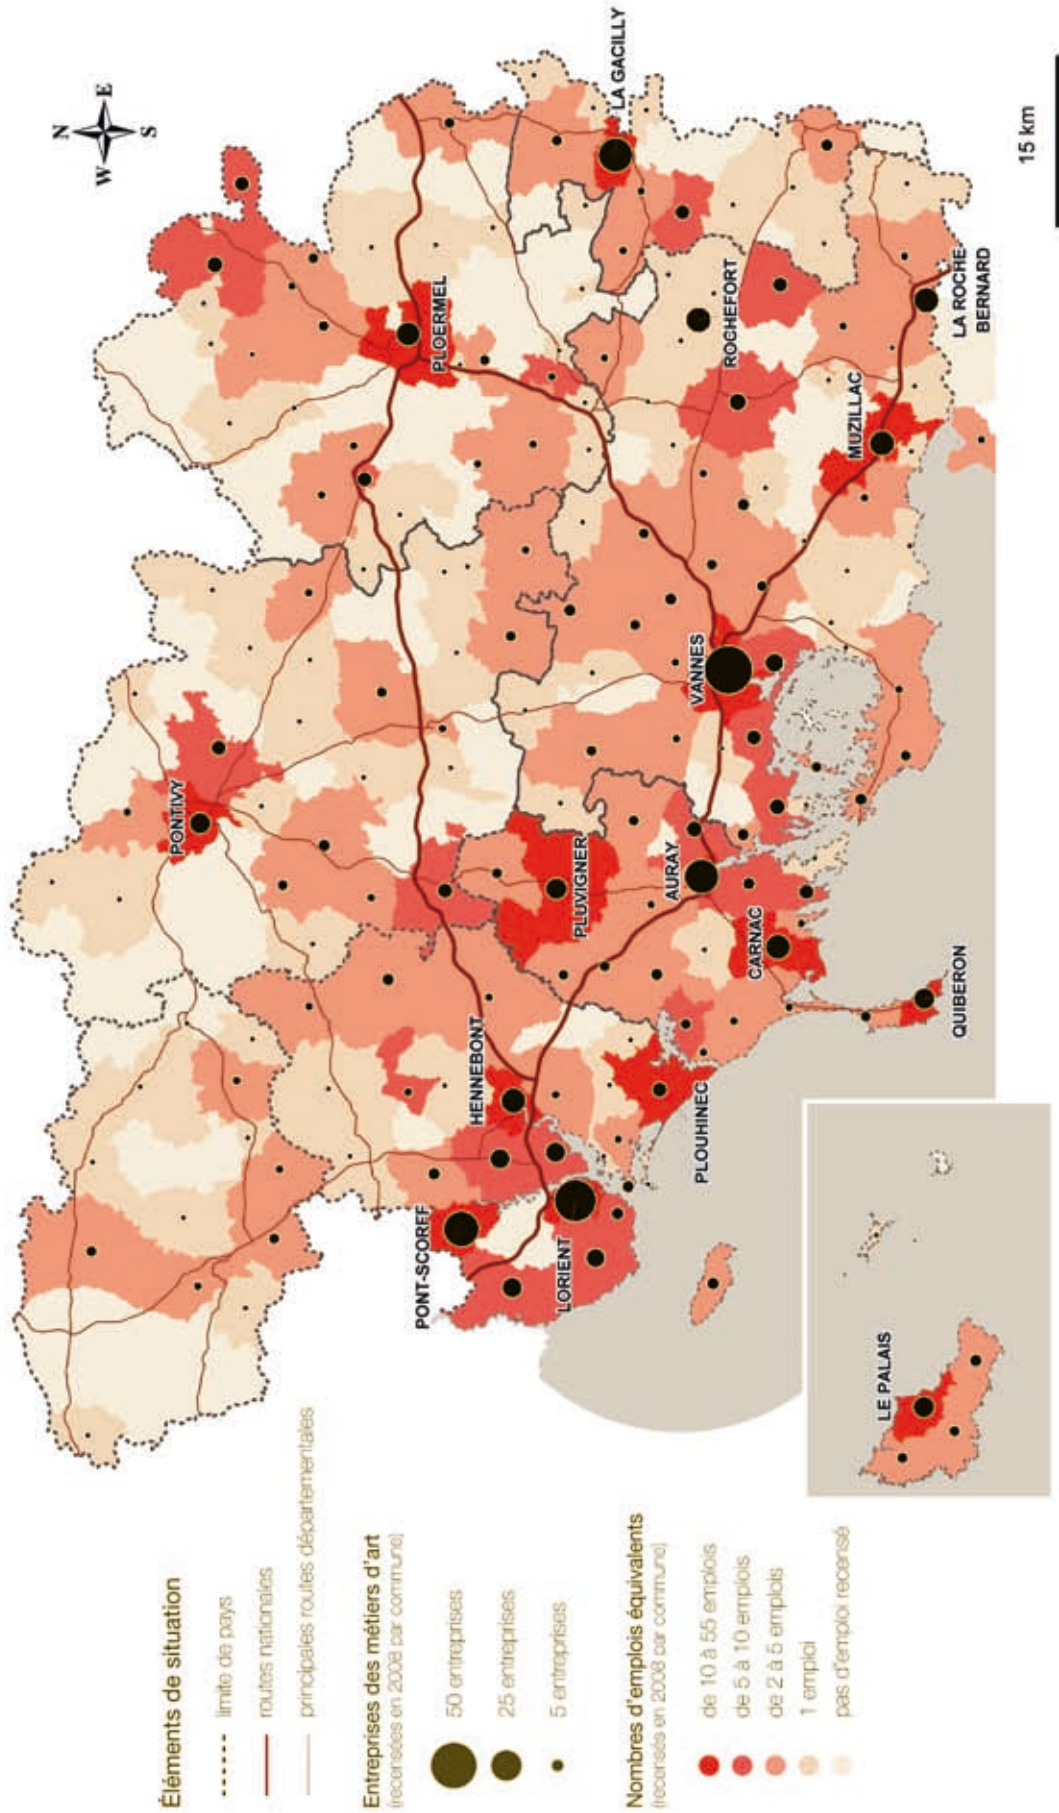 Éléments de situation
limite de pays
routes nationales
principales routes départementales
Entreprises des métiers d'art
(recensées en 2008 par commune)
50 entreprises
25 entreprises
5 entreprises
Nombres d'emplois équivalents
(recensés en 2008 par commune)
de 10 à 55 emplois
de 5 à 10 emplois
de 2 à 5 emplois
1 emploi
pas d'emploi recensé
N
W
E
S
PONTIVY
PLOERMEL
LA GACILLY
PONT-SCORFF
HENNEBONT
PLUVIGNER
LORIENT
PLOUHINEC
AURAY
VANNES
ROCHEFORT
CARNAC
MUZILLAC
QUIBERON
LA ROCHE
BERNARD
LE PALAIS
15 km